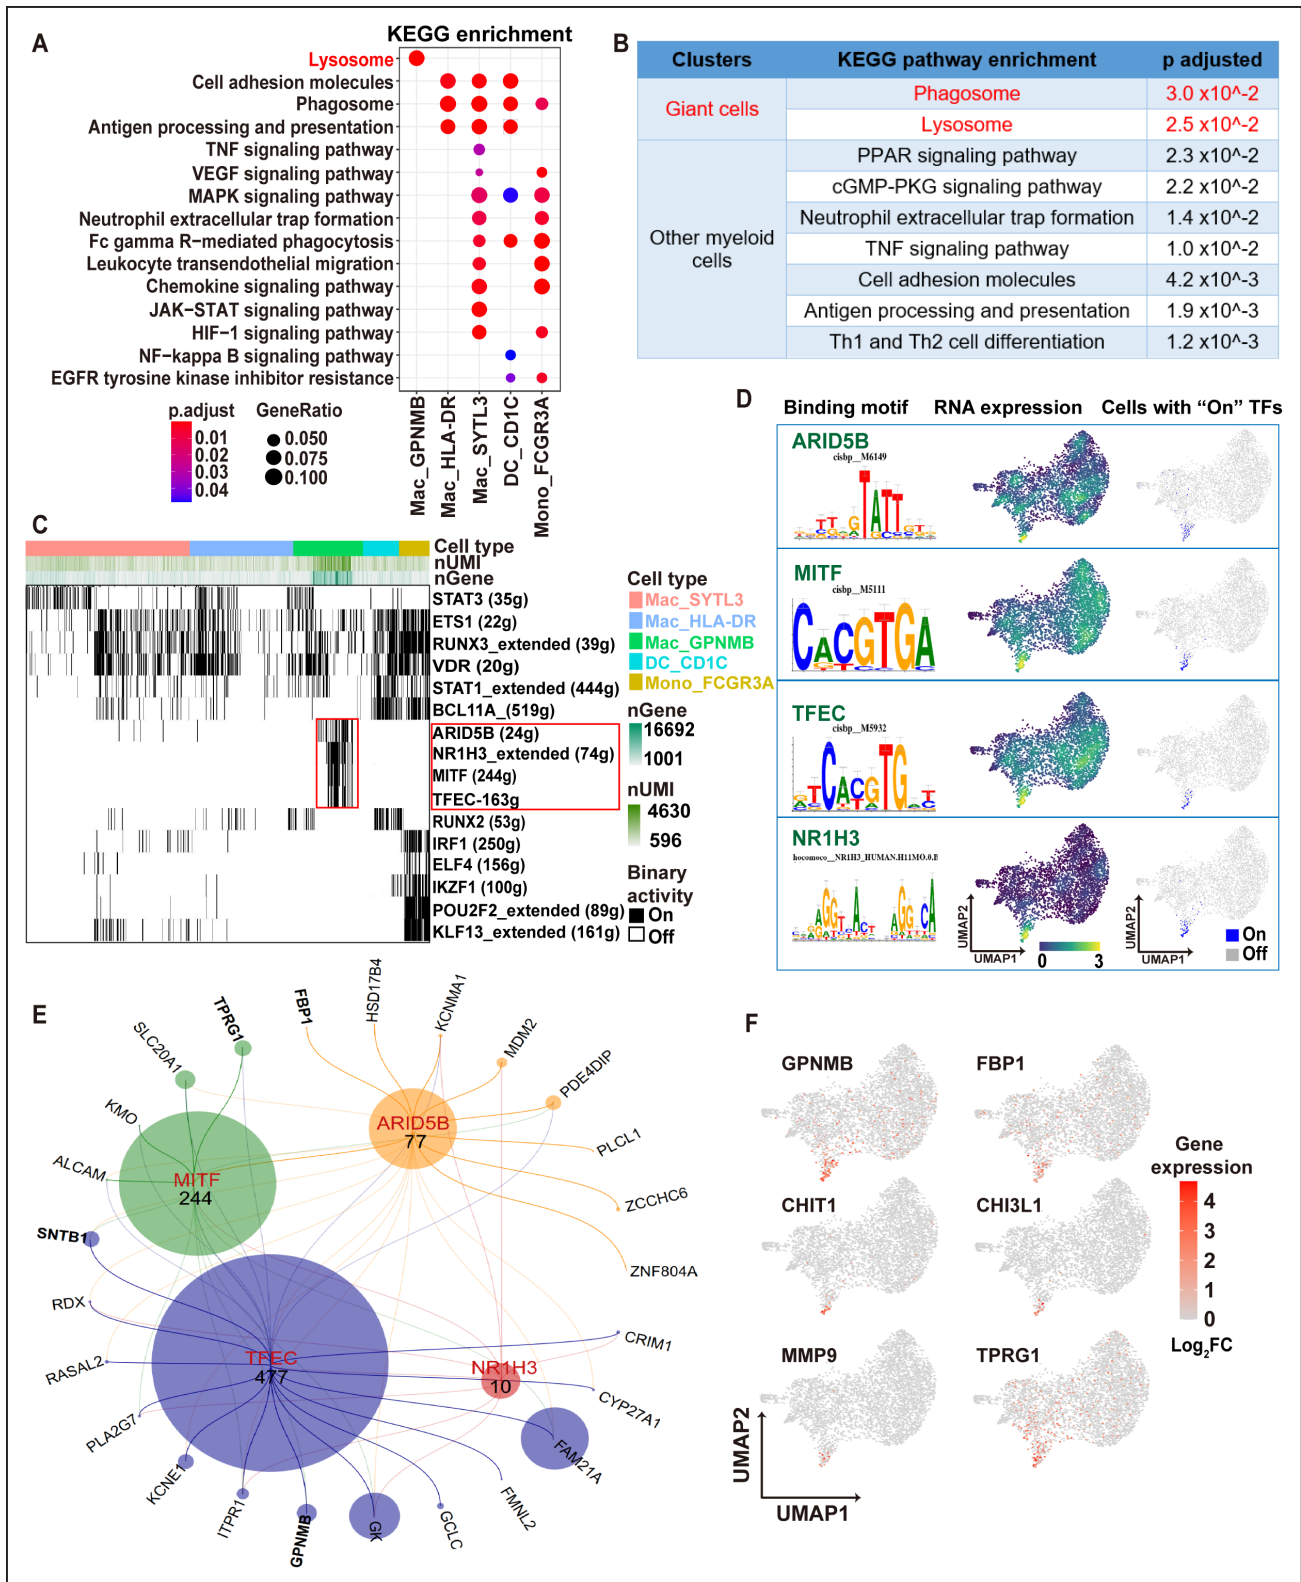 A
KEGG enrichment
Lysosome
Cell adhesion molecules
Phagosome
Antigen processing and presentation
TNF signaling pathway
VEGF signaling pathway
MAPK signaling pathway
Neutrophil extracellular trap formation
Fc gamma R−mediated phagocytosis
Leukocyte transendothelial migration
Chemokine signaling pathway
JAK−STAT signaling pathway
HIF−1 signaling pathway
NF−kappa B signaling pathway
EGFR tyrosine kinase inhibitor resistance
p.adjust
0.01
0.02
0.03
0.04
GeneRatio
0.050
0.075
0.100
Mac_GPNMB
Mac_HLA-DR
Mac_SYTL3
DC_CD1C
Mono_FCGR3A
B
Clusters KEGG pathway enrichment p adjusted
Giant cells
Phagosome 3.0 x10^-2
Lysosome 2.5 x10^-2
Other myeloid
cells
PPAR signaling pathway 2.3 x10^-2
cGMP-PKG signaling pathway 2.2 x10^-2
Neutrophil extracellular trap formation 1.4 x10^-2
TNF signaling pathway 1.0 x10^-2
Cell adhesion molecules 4.2 x10^-3
Antigen processing and presentation 1.9 x10^-3
Th1 and Th2 cell differentiation 1.2 x10^-3
C
Cell type
nUMI
nGene
STAT3 (35g)
ETS1 (22g)
RUNX3_extended (39g)
VDR (20g)
STAT1_extended (444g)
BCL11A_(519g)
ARID5B (24g)
NR1H3_extended (74g)
MITF (244g)
TFEC-163g
RUNX2 (53g)
IRF1 (250g)
ELF4 (156g)
IKZF1 (100g)
POU2F2_extended (89g)
KLF13_extended (161g)
Cell type
Mac_SYTL3
Mac_HLA-DR
Mac_GPNMB
DC_CD1C
Mono_FCGR3A
nGene
16692
1001
nUMI
4630
596
Binary
activity
On
Off
D
Binding motif RNA expression Cells with “On” TFs
ARID5B
cisbp__M6149
TATT
MITF
cisbp__M5111
CACGTGA
TFEC
cisbp__M5932
TCACGTG
NR1H3
hocomoco__NR1H3_HUMAN.H11MO.0.B
UMAP2
UMAP1
0 3
UMAP2
UMAP1
On
Off
E
TPRG1
FBP1
HSD17B4
KCNMA1
MDM2
PDE4DIP
SLC20A1
KMO
ALCAM
ARID5B
77
PLCL1
ZCCHC6
ZNF804A
MITF
244
SNTB1
RDX
RASAL2
PLA2G7
KCNE1
ITPR1
GPNMB
GK
GCLC
FMNL2
FAM21A
CYP27A1
CRIM1
TFEC
477
NR1H3
10
F
GPNMB
FBP1
CHIT1
CHI3L1
MMP9
TPRG1
UMAP2
UMAP1
Gene
expression
4
3
2
1
0
Log2FC